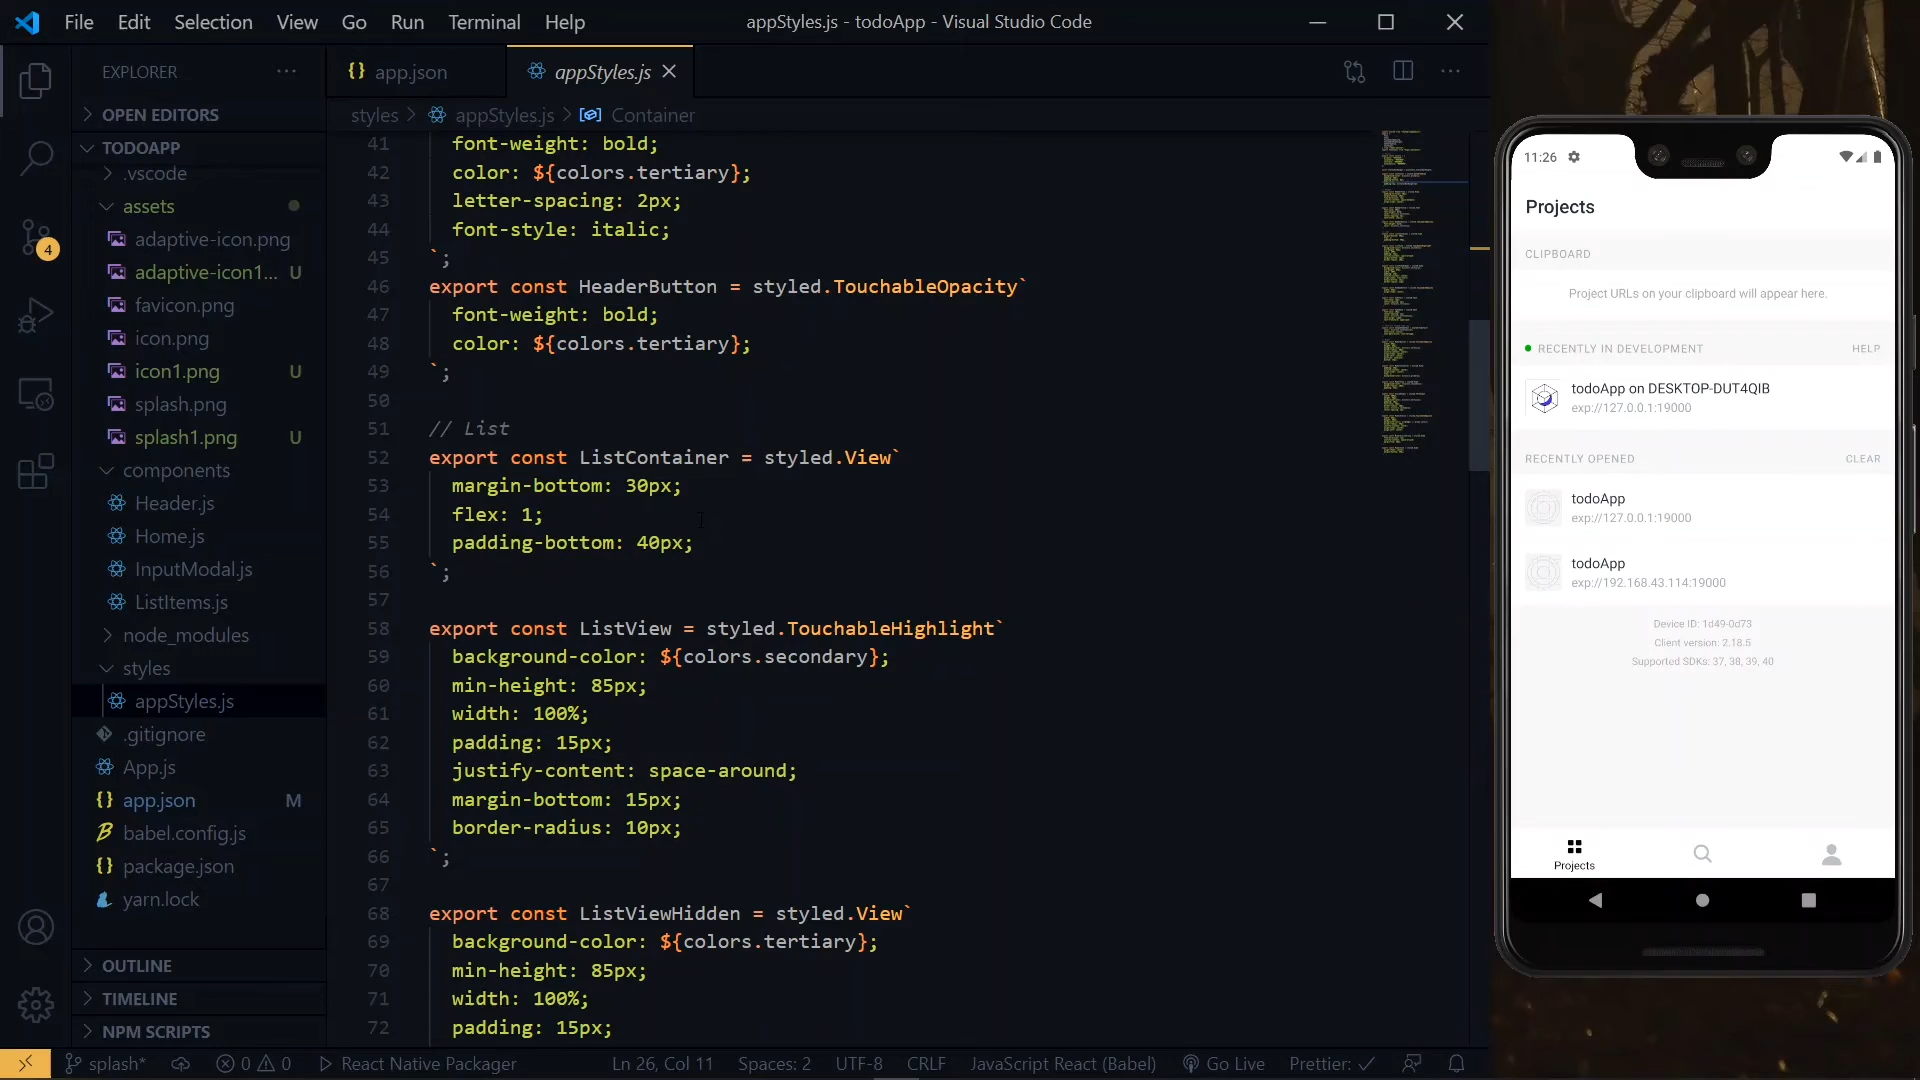 File Edit Selection View Go Run Terminal Help
appStyles.js - todoApp - Visual Studio Code
EXPLORER
OPEN EDITORS
TODOAPP
.vscode
assets
adaptive-icon.png
adaptive-icon1... U
favicon.png
icon.png
icon1.png U
splash.png
splash1.png U
components
Header.js
Home.js
InputModal.js
ListItems.js
node_modules
styles
appStyles.js
.gitignore
App.js
app.json M
babel.config.js
package.json
yarn.lock
OUTLINE
TIMELINE
NPM SCRIPTS
4
app.json
appStyles.js
styles > appStyles.js > Container
41 font-weight: bold;
42 color: ${colors.tertiary};
43 letter-spacing: 2px;
44 font-style: italic;
45 `;
46 export const HeaderButton = styled.TouchableOpacity`
47 font-weight: bold;
48 color: ${colors.tertiary};
49 `;
50
51 // List
52 export const ListContainer = styled.View`
53 margin-bottom: 30px;
54 flex: 1;
55 padding-bottom: 40px;
56 `;
57
58 export const ListView = styled.TouchableHighlight`
59 background-color: ${colors.secondary};
60 min-height: 85px;
61 width: 100%;
62 padding: 15px;
63 justify-content: space-around;
64 margin-bottom: 15px;
65 border-radius: 10px;
66 `;
67
68 export const ListViewHidden = styled.View`
69 background-color: ${colors.tertiary};
70 min-height: 85px;
71 width: 100%;
72 padding: 15px;
splash* 0 0 React Native Packager Ln 26, Col 11 Spaces: 2 UTF-8 CRLF JavaScript React (Babel) Go Live Prettier: ✓
11:26
Projects
CLIPBOARD
Project URLs on your clipboard will appear here.
RECENTLY IN DEVELOPMENT HELP
todoApp on DESKTOP-DUT4QIB
exp://127.0.0.1:19000
RECENTLY OPENED CLEAR
todoApp
exp://127.0.0.1:19000
todoApp
exp://192.168.43.114:19000
Device ID: 1d49-0d73
Client version: 2.18.5
Supported SDKs: 37, 38, 39, 40
Projects